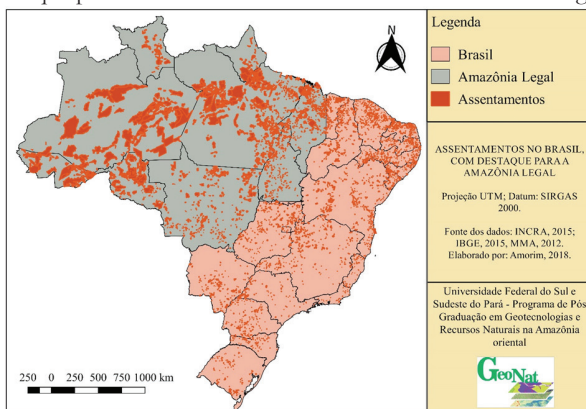 Legenda
Brasil
Amazônia Legal
Assentamentos
N
ASSENTAMENTOS NO BRASIL,
COM DESTAQUE PARA A
AMAZÔNIA LEGAL
Projeção UTM; Datum: SIRGAS
2000.
Fonte dos dados: INCRA, 2015;
IBGE, 2015, MMA, 2012.
Elaborado por: Amorim, 2018.
Universidade Federal do Sul e
Sudeste do Pará - Programa de Pós
Graduação em Geotecnologias e
Recursos Naturais na Amazônia
oriental
GeoNat
250 0 250 500 750 1000 km